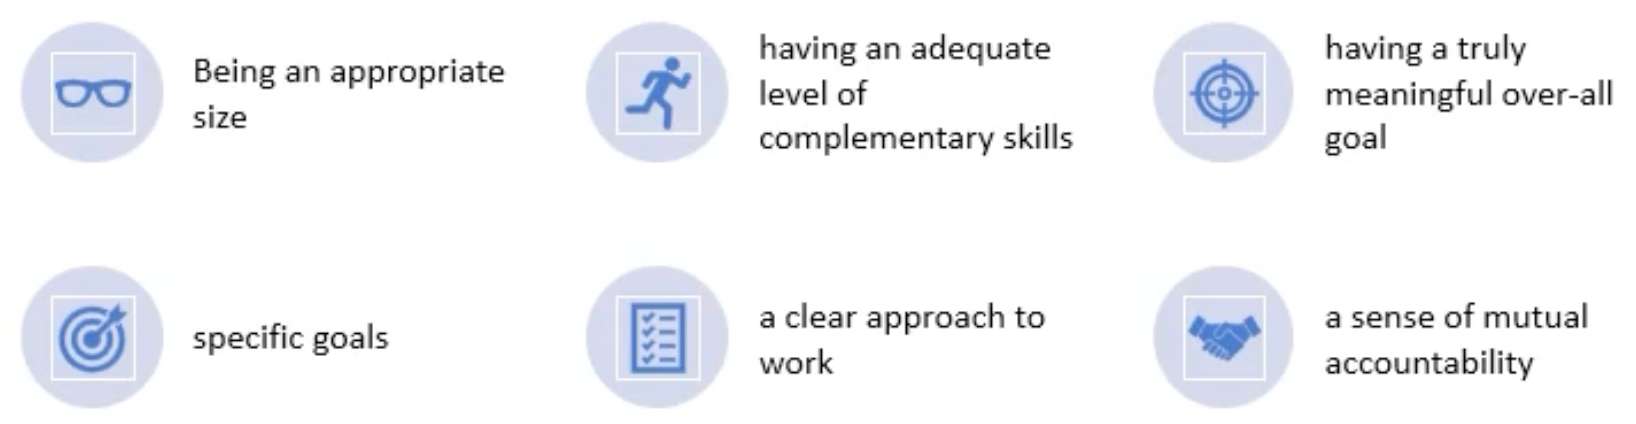 Being an appropriate
size
having an adequate
level of
complementary skills
having a truly
meaningful over-all
goal
specific goals
a clear approach to
work
a sense of mutual
accountability